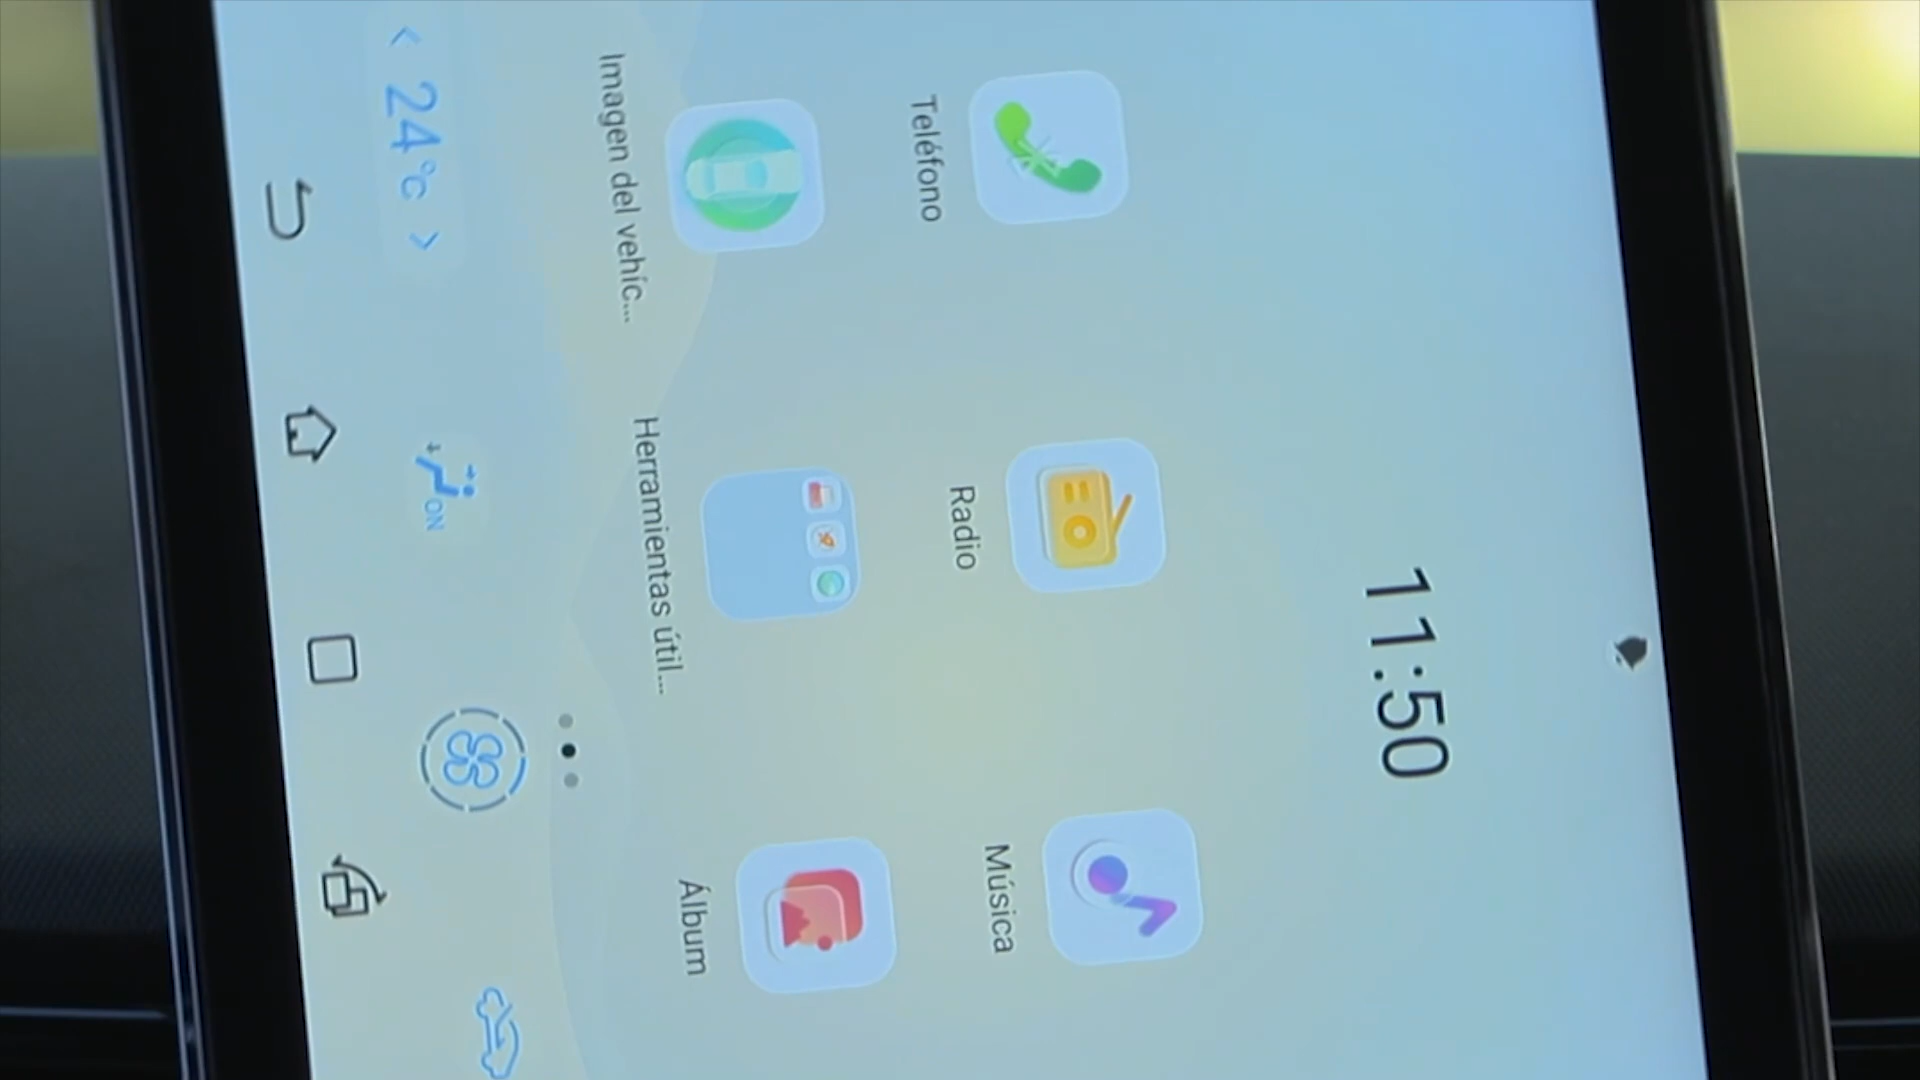 11:50
Teléfono
Radio
Música
Imagen del vehíc...
Herramientas útil...
Álbum
24°C
ON